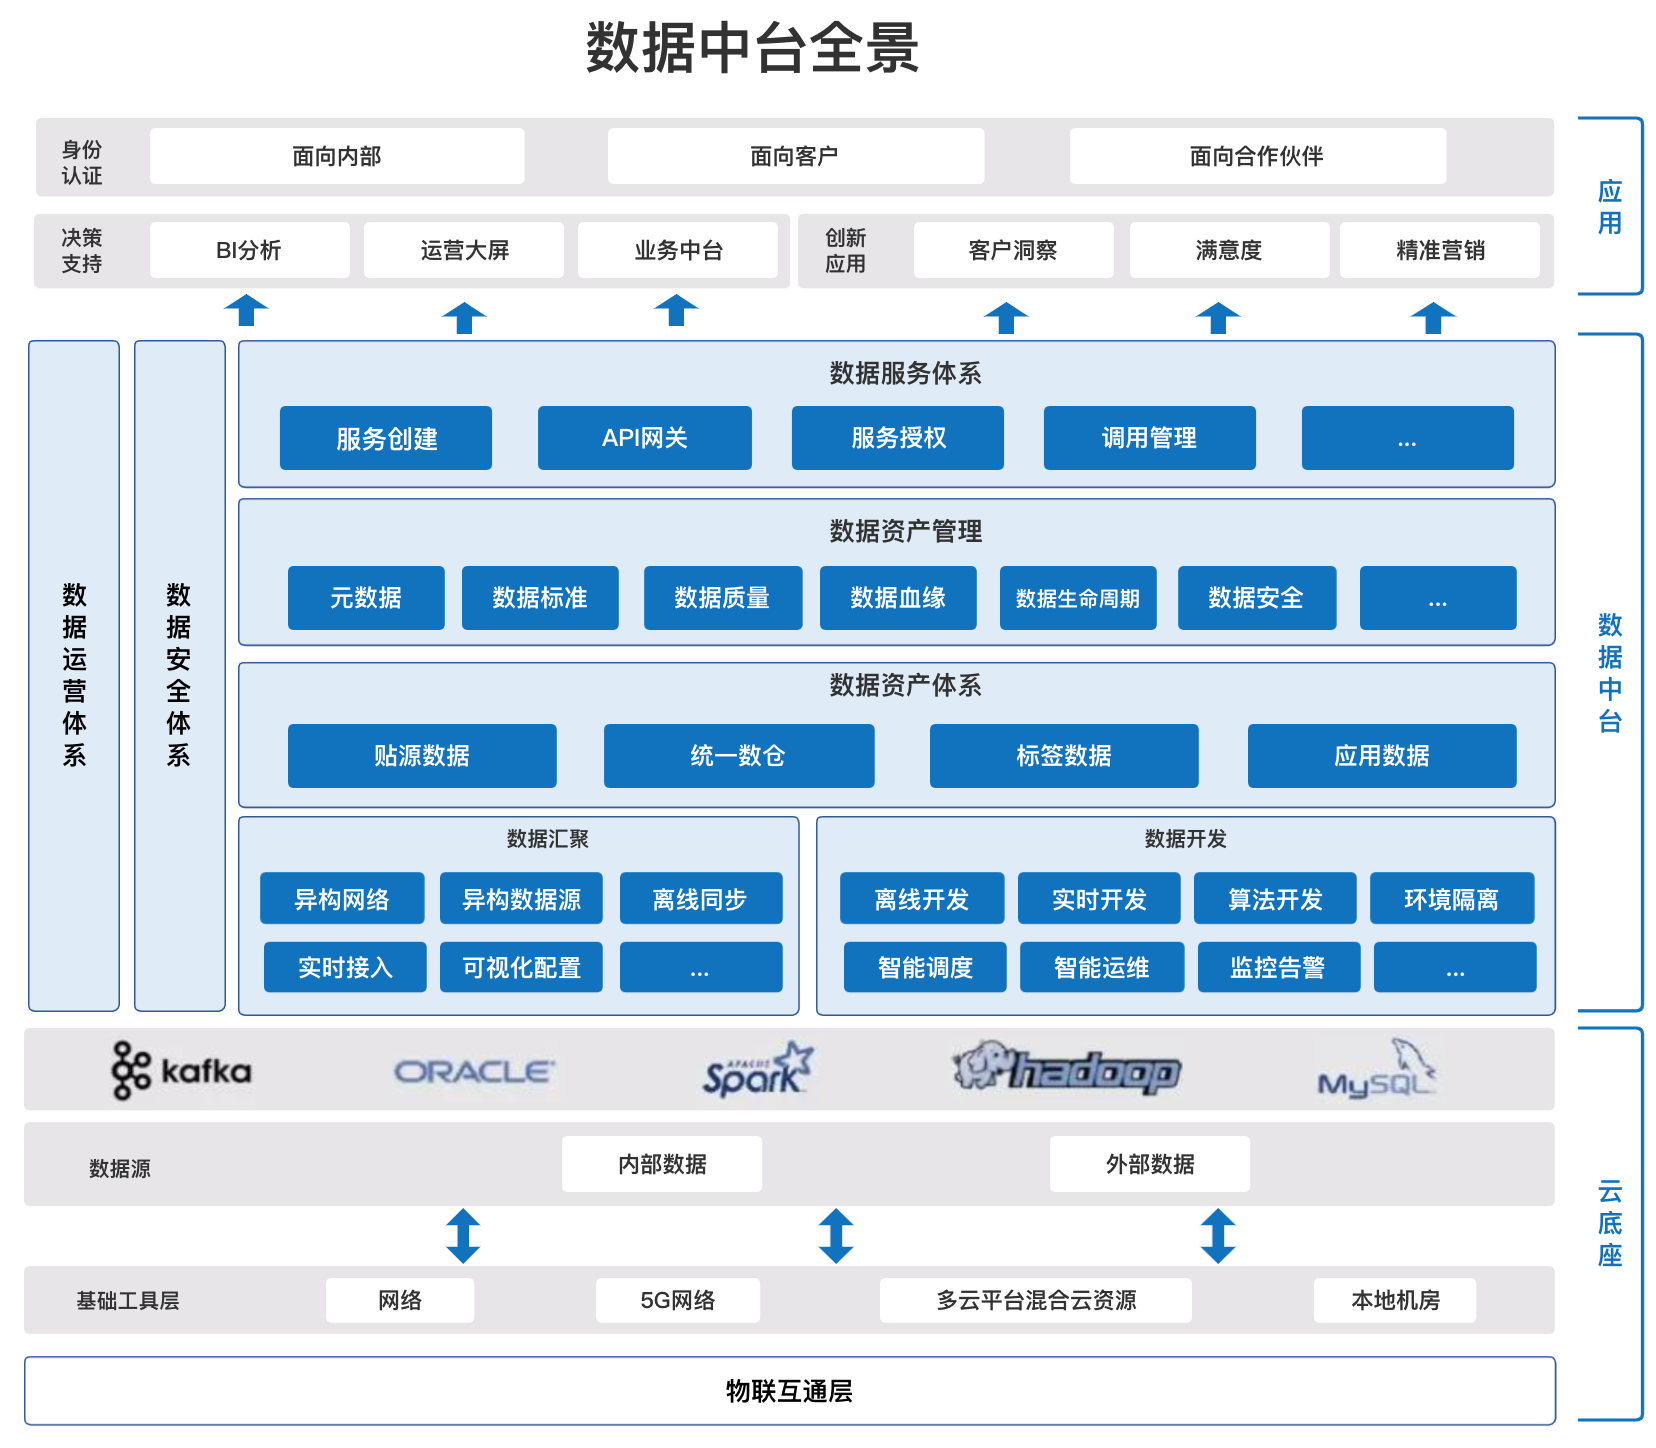 数据中台全景
身份
认证
面向内部
面向客户
面向合作伙伴
决策
支持
BI分析
运营大屏
业务中台
创新
应用
客户洞察
满意度
精准营销
应用
数据运营体系
数据安全体系
数据服务体系
服务创建
API网关
服务授权
调用管理
...
数据资产管理
元数据
数据标准
数据质量
数据血缘
数据生命周期
数据安全
...
数据资产体系
贴源数据
统一数仓
标签数据
应用数据
数据汇聚
异构网络
异构数据源
离线同步
实时接入
可视化配置
...
数据开发
离线开发
实时开发
算法开发
环境隔离
智能调度
智能运维
监控告警
...
数据中台
kafka
ORACLE
APACHE
Spark
hadoop
MySQL
数据源
内部数据
外部数据
基础工具层
网络
5G网络
多云平台混合云资源
本地机房
物联互通层
云底座